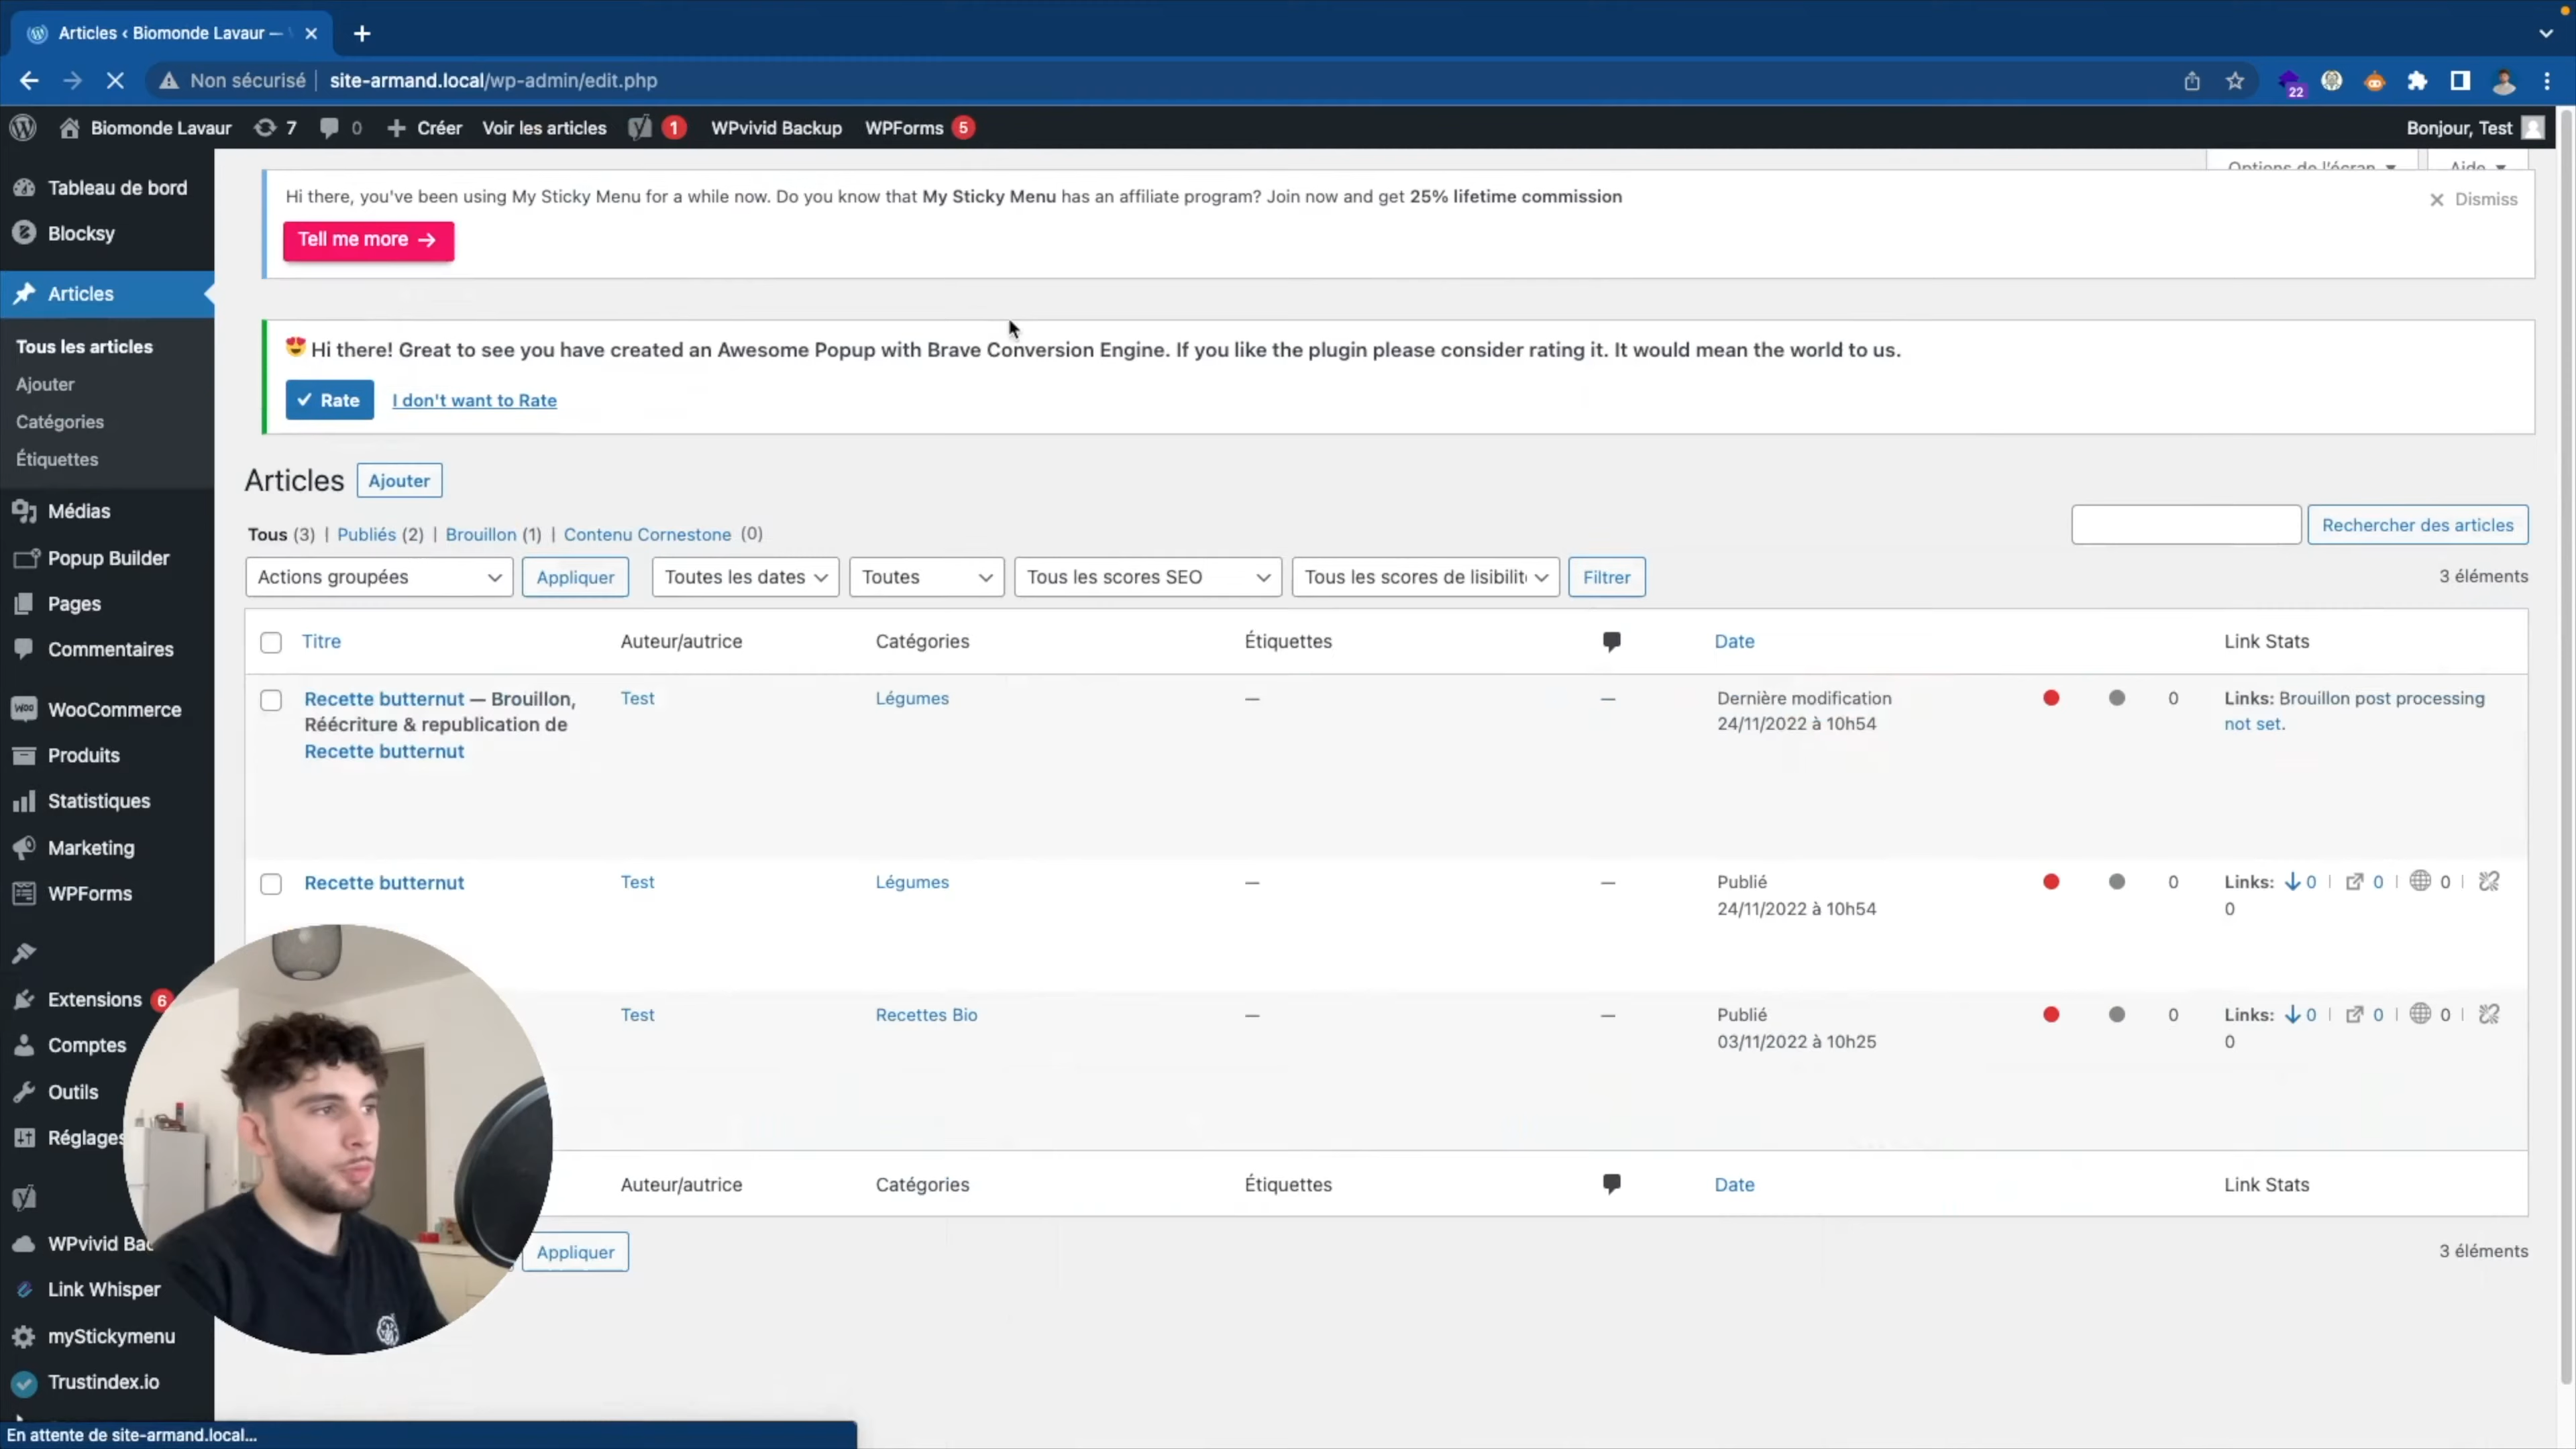 Articles ‹ Biomonde Lavaur —
Non sécurisé
site-armand.local/wp-admin/edit.php
22
Biomonde Lavaur
7
0
Créer
Voir les articles
1
WPvivid Backup
WPForms 5
Bonjour, Test
Tableau de bord
Blocksy
Articles
Tous les articles
Ajouter
Catégories
Étiquettes
Médias
Popup Builder
Pages
Commentaires
WooCommerce
Produits
Statistiques
Marketing
WPForms
Extensions 6
Comptes
Outils
Réglages
WPvivid Bac
Link Whisper
myStickymenu
Trustindex.io
En attente de site-armand.local...
Options de l'écran
Aide
Hi there, you've been using My Sticky Menu for a while now. Do you know that My Sticky Menu has an affiliate program? Join now and get 25% lifetime commission
Dismiss
Tell me more →
Hi there! Great to see you have created an Awesome Popup with Brave Conversion Engine. If you like the plugin please consider rating it. It would mean the world to us.
✓ Rate
I don't want to Rate
Articles
Ajouter
Tous (3) | Publiés (2) | Brouillon (1) | Contenu Cornestone (0)
Rechercher des articles
Actions groupées
Appliquer
Toutes les dates
Toutes
Tous les scores SEO
Tous les scores de lisibilit
Filtrer
3 éléments
Titre
Auteur/autrice
Catégories
Étiquettes
Date
Link Stats
Recette butternut — Brouillon,
Réécriture & republication de
Recette butternut
Test
Légumes
—
—
Dernière modification
24/11/2022 à 10h54
0
Links: Brouillon post processing
not set.
Recette butternut
Test
Légumes
—
—
Publié
24/11/2022 à 10h54
0
Links: 0 | 0 | 0 |
0
Test
Recettes Bio
—
—
Publié
03/11/2022 à 10h25
0
Links: 0 | 0 | 0 |
0
Auteur/autrice
Catégories
Étiquettes
Date
Link Stats
Appliquer
3 éléments